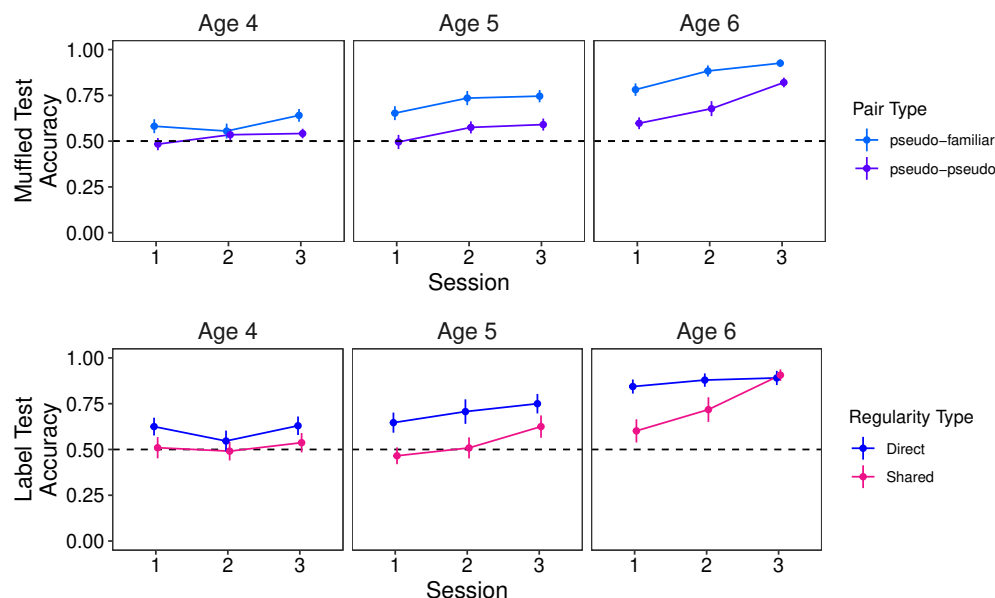 Age 4
Age 5
Age 6
Muffled Test
Accuracy
1.00
0.75
0.50
0.25
0.00
1 2 3
1 2 3
1 2 3
Session
Pair Type
pseudo−familiar
pseudo−pseudo
Age 4
Age 5
Age 6
Label Test
Accuracy
1.00
0.75
0.50
0.25
0.00
1 2 3
1 2 3
1 2 3
Session
Regularity Type
Direct
Shared